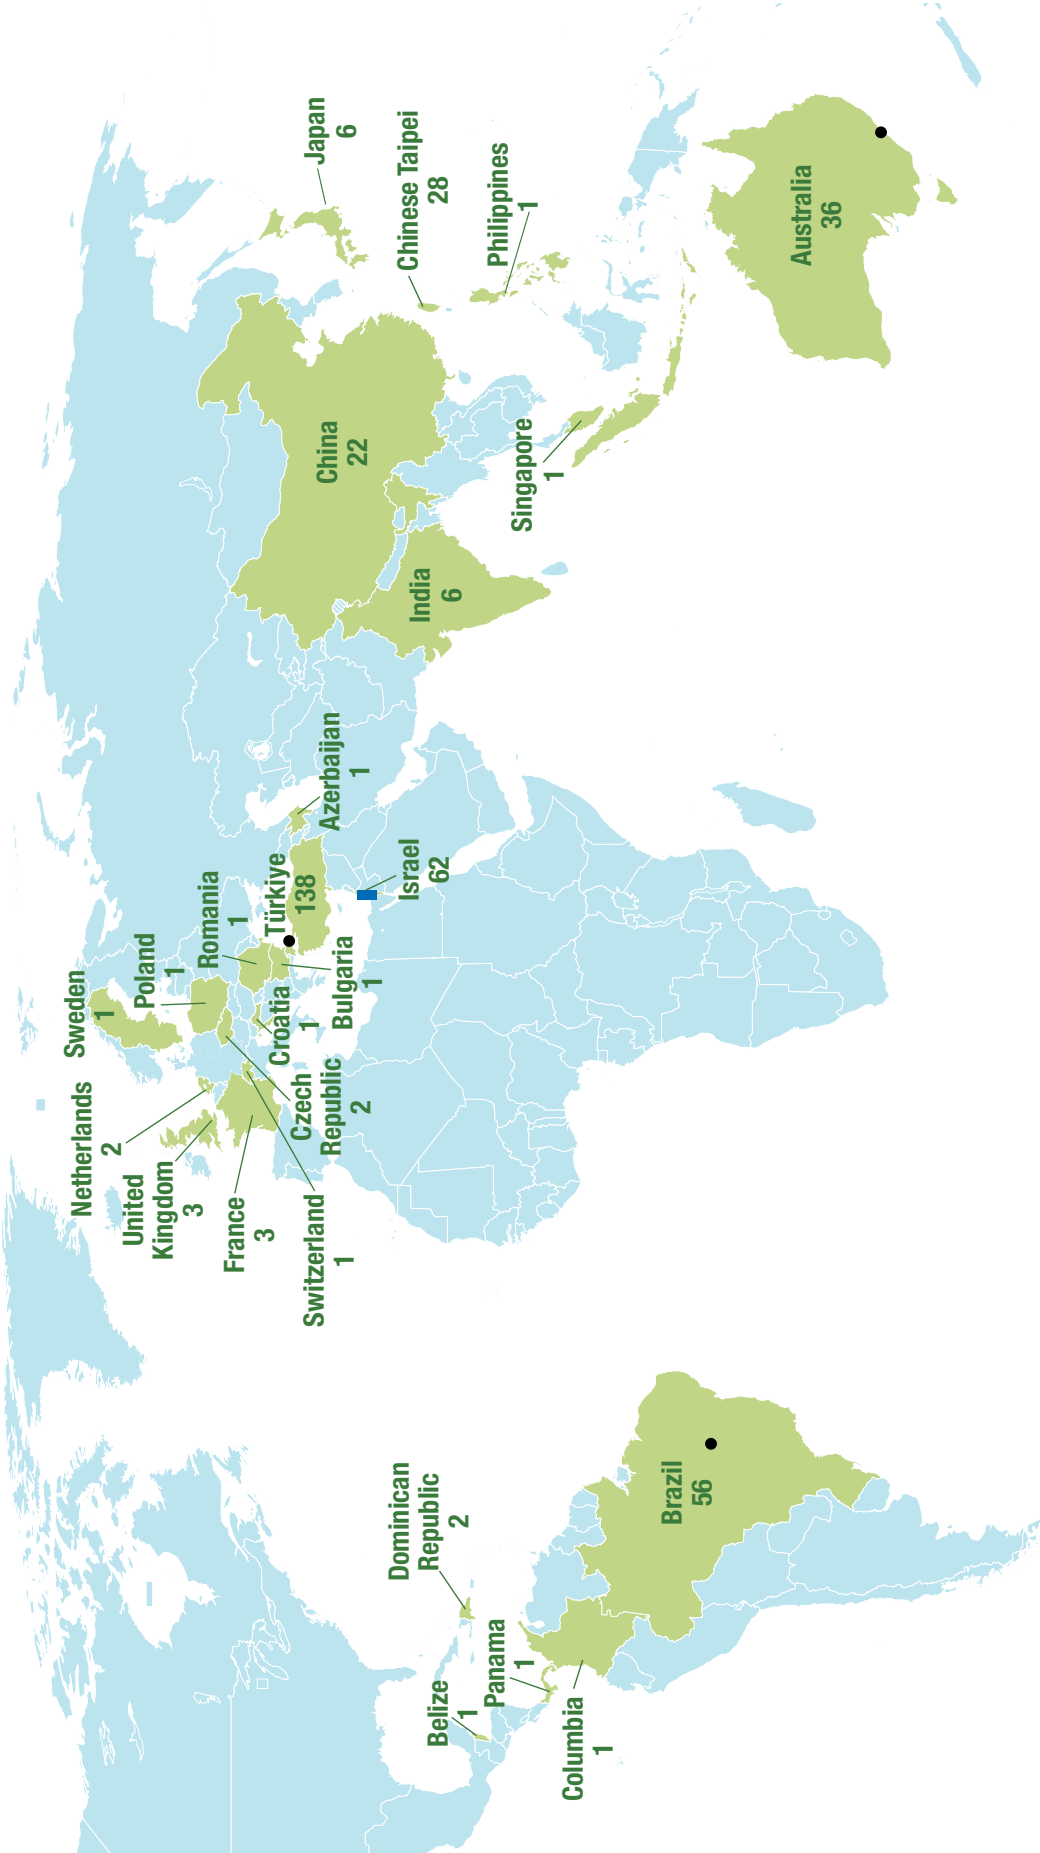 Sweden
1
Netherlands
2
United
Kingdom
3
Poland
1
Romania
1
France
3
Türkiye
138
Croatia
1
Czech
Republic
2
Switzerland
1
Bulgaria
1
Azerbaijan
1
Israel
62
China
22
India
6
Japan
6
Chinese Taipei
28
Philippines
1
Singapore
1
Australia
36
Dominican
Republic
2
Belize
1
Panama
1
Columbia
1
Brazil
56